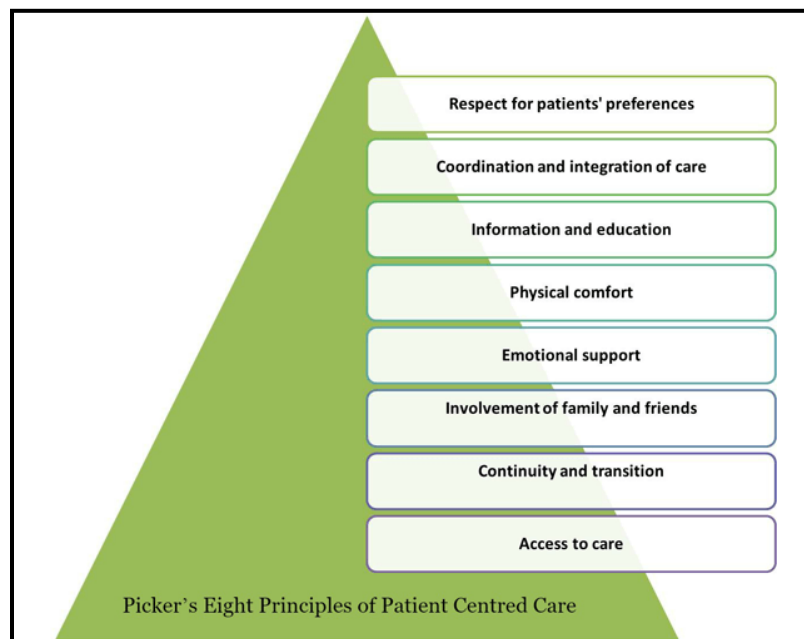 Respect for patients' preferences
Coordination and integration of care
Information and education
Physical comfort
Emotional support
Involvement of family and friends
Continuity and transition
Access to care
Picker's Eight Principles of Patient Centred Care